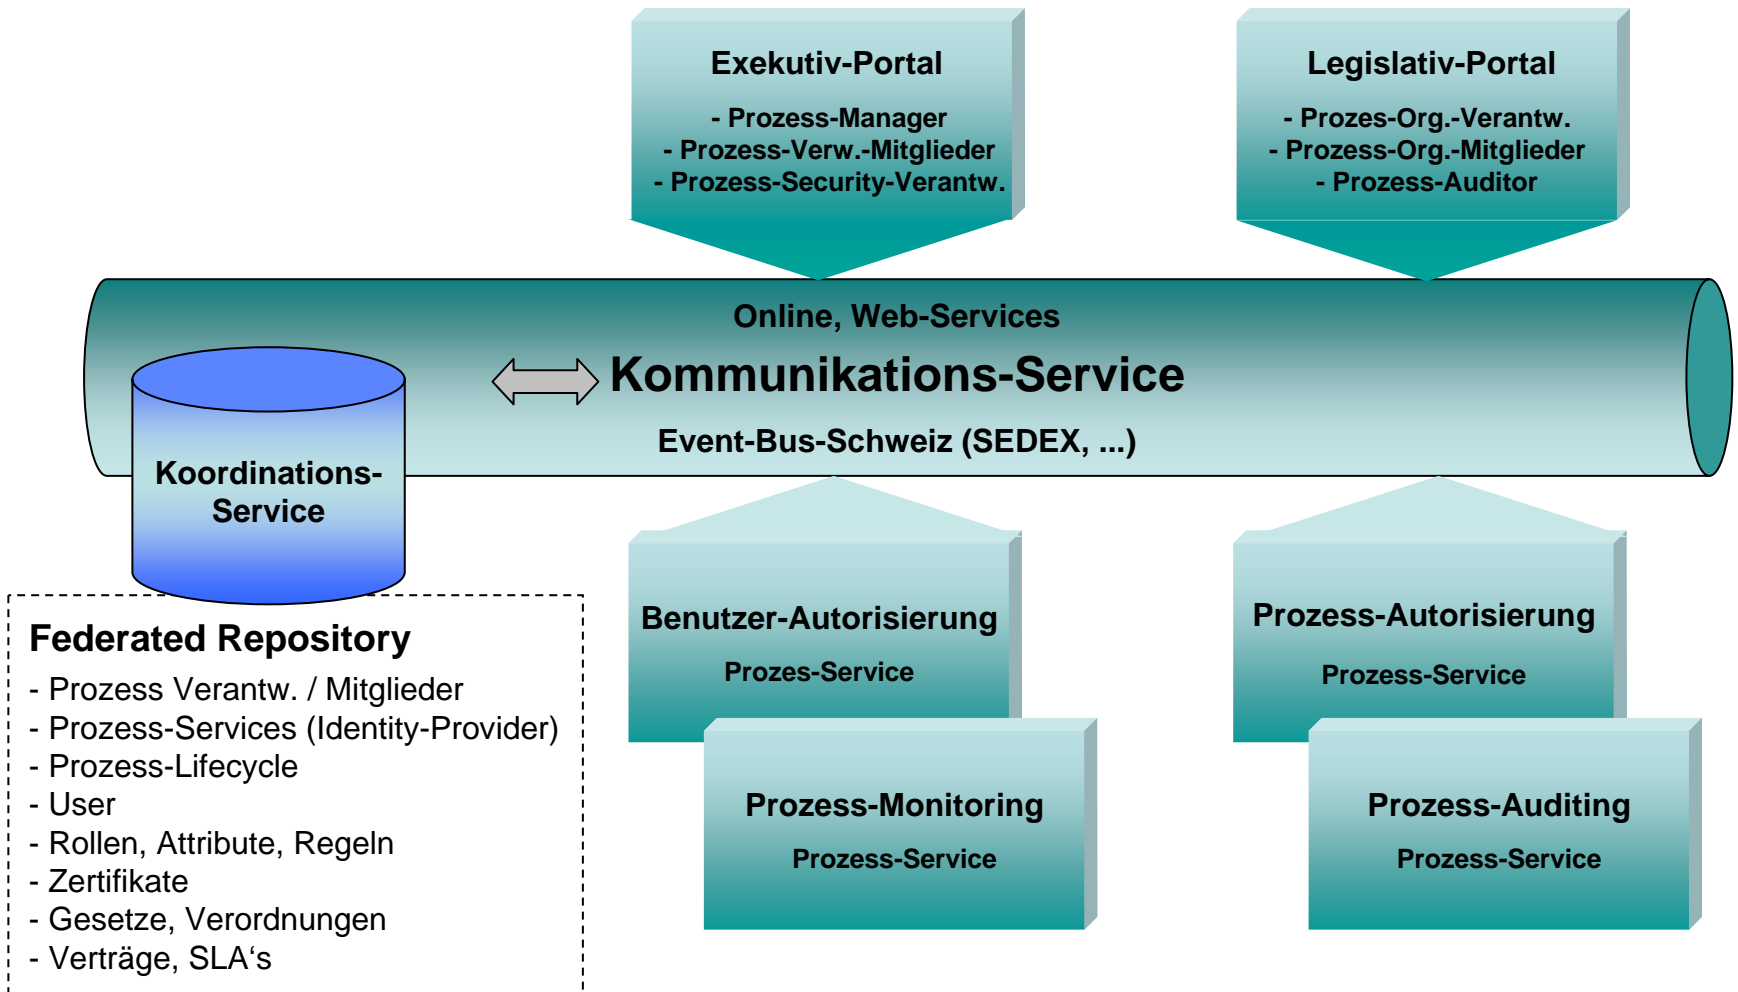 Exekutiv-Portal
- Prozess-Manager
- Prozess-Verw.-Mitglieder
- Prozess-Security-Verantw.
Legislativ-Portal
- Prozes-Org.-Verantw.
- Prozess-Org.-Mitglieder
- Prozess-Auditor
Online, Web-Services
Kommunikations-Service
Event-Bus-Schweiz (SEDEX, ...)
Koordinations-
Service
Federated Repository
- Prozess Verantw. / Mitglieder
- Prozess-Services (Identity-Provider)
- Prozess-Lifecycle
- User
- Rollen, Attribute, Regeln
- Zertifikate
- Gesetze, Verordnungen
- Verträge, SLA‘s
Benutzer-Autorisierung
Prozes-Service
Prozess-Monitoring
Prozess-Service
Prozess-Autorisierung
Prozess-Service
Prozess-Auditing
Prozess-Service